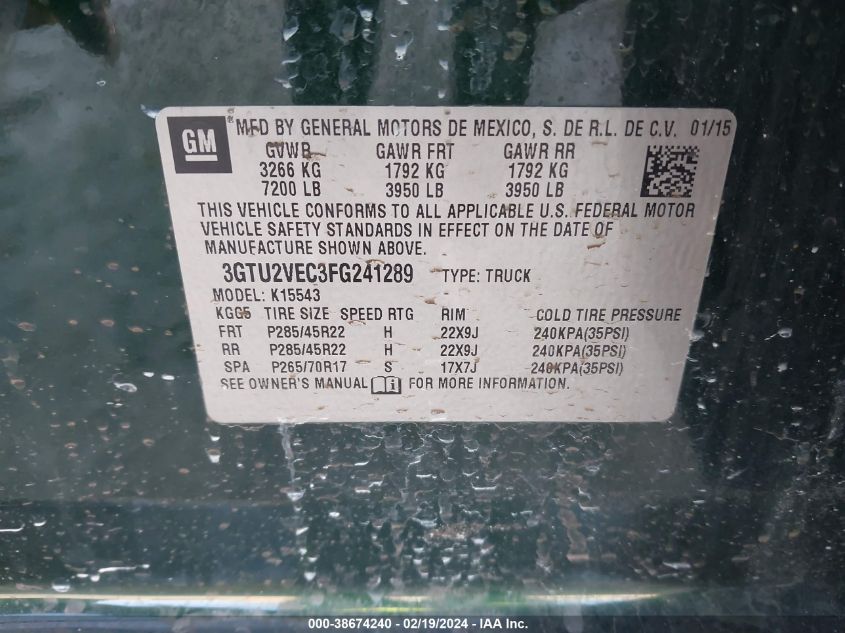 GM MFD BY GENERAL MOTORS DE MEXICO, S. DE R.L. DE C.V. 01/15
GVWR GAWR FRT GAWR RR
3266 KG 1792 KG 1792 KG
7200 LB 3950 LB 3950 LB
THIS VEHICLE CONFORMS TO ALL APPLICABLE U.S. FEDERAL MOTOR
VEHICLE SAFETY STANDARDS IN EFFECT ON THE DATE OF
MANUFACTURE SHOWN ABOVE.
3GTU2VEC3FG241289 TYPE: TRUCK
MODEL: K15543
KGG5 TIRE SIZE SPEED RTG RIM COLD TIRE PRESSURE
FRT P285/45R22 H 22X9J 240KPA(35PSI)
RR P285/45R22 H 22X9J 240KPA(35PSI)
SPA P265/70R17 S 17X7J 240KPA(35PSI)
SEE OWNER'S MANUAL FOR MORE INFORMATION.
000-38674240 - 02/19/2024 - IAA Inc.